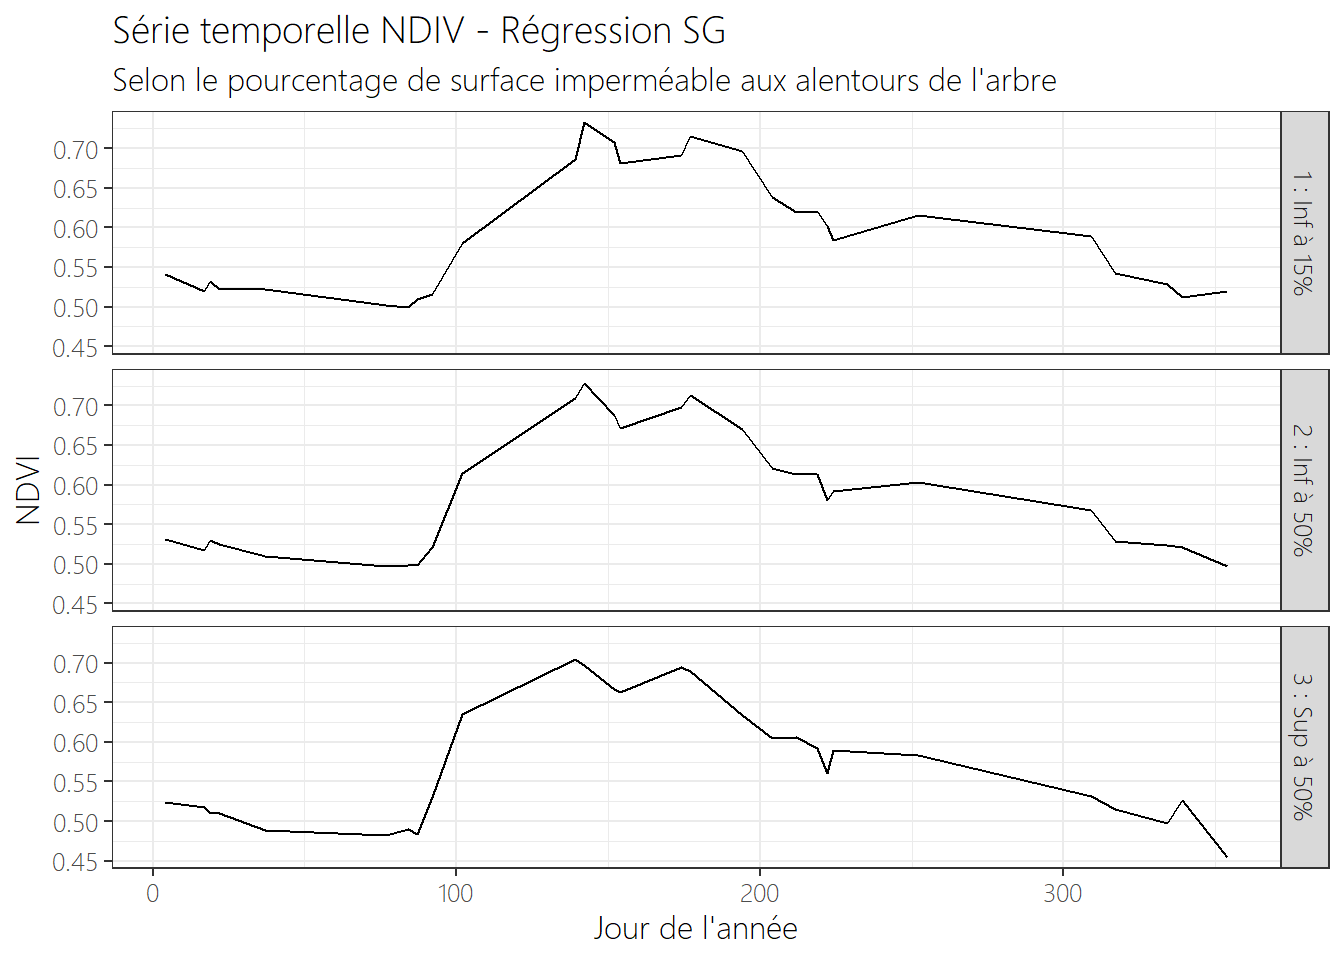 Série temporelle NDIV - Régression SG
Selon le pourcentage de surface imperméable aux alentours de l'arbre
0.70
0.65
0.60
0.55
0.50
0.45
1 : Inf à 15%
0.70
0.65
0.60
0.55
0.50
0.45
2 : Inf à 50%
NDVI
0.70
0.65
0.60
0.55
0.50
0.45
3 : Sup à 50%
0 100 200 300
Jour de l'année